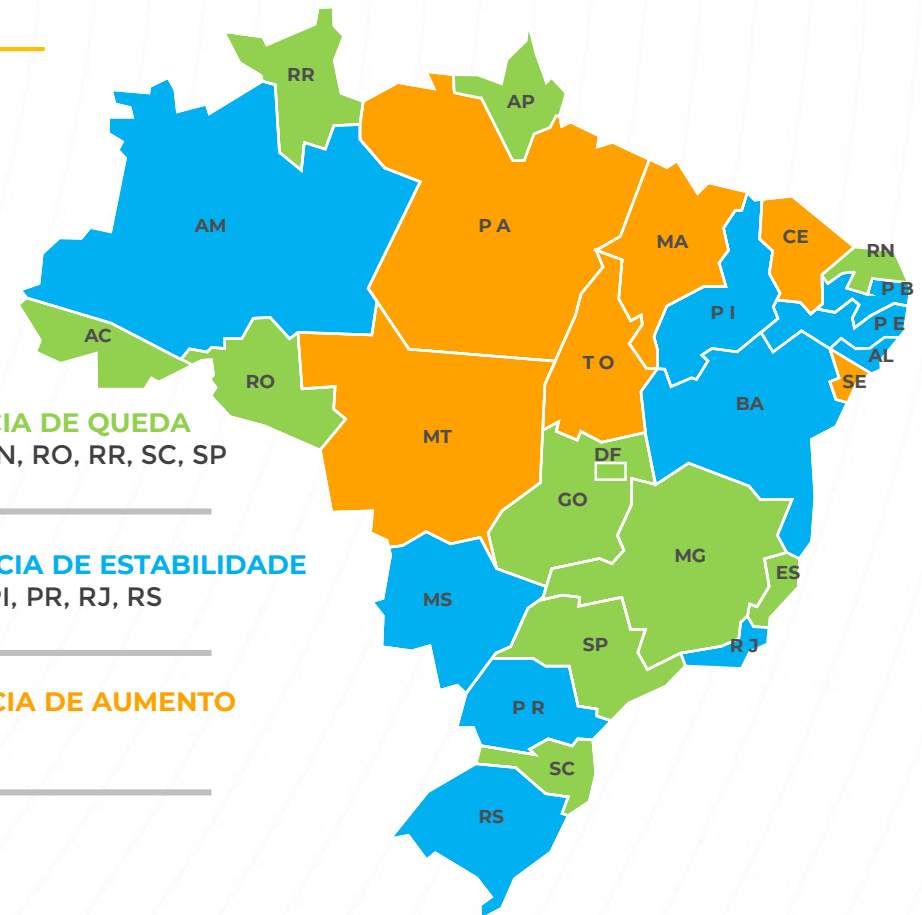 RR
AP
AM
P A
MA
CE
RN
P B
P I
P E
AC
AL
T O
RO
SE
BA
CIA DE QUEDA
N, RO, RR, SC, SP
MT
DF
GO
MG
CIA DE ESTABILIDADE
PI, PR, RJ, RS
ES
MS
SP
R J
CIA DE AUMENTO
P R
SC
RS